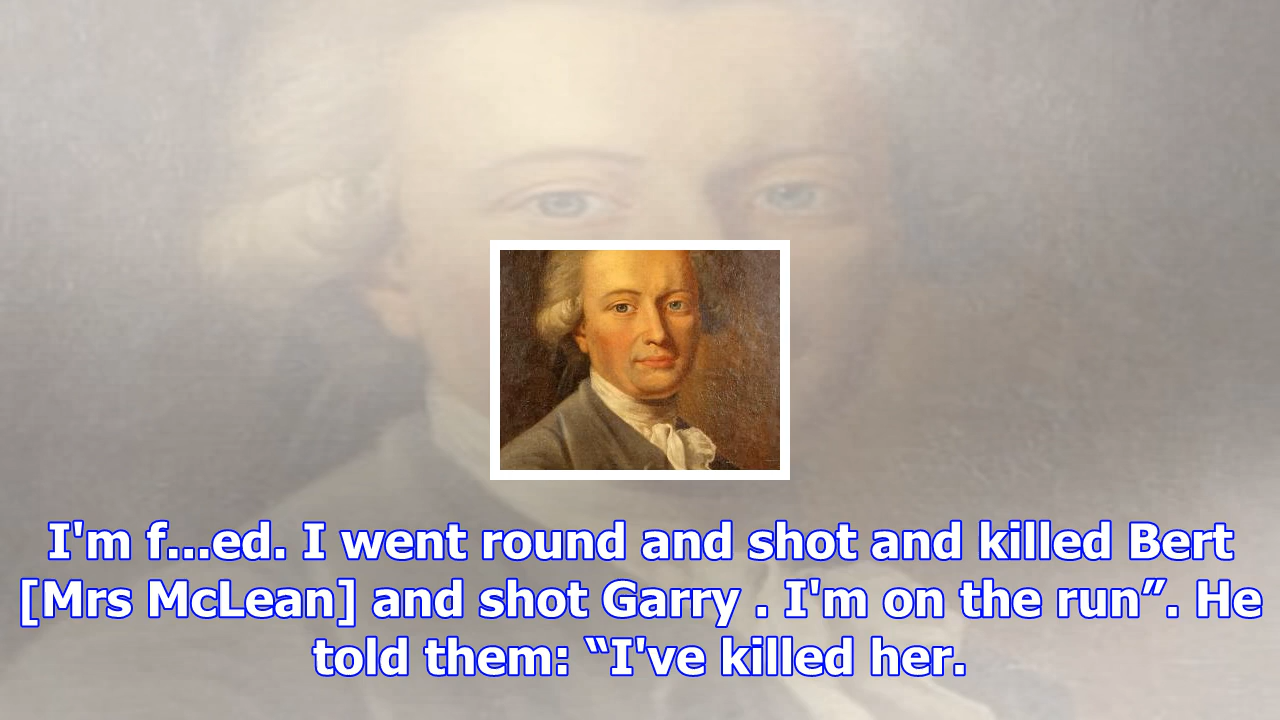 I'm f...ed. I went round and shot and killed Bert
[Mrs McLean] and shot Garry . I'm on the run”. He
told them: “I've killed her.